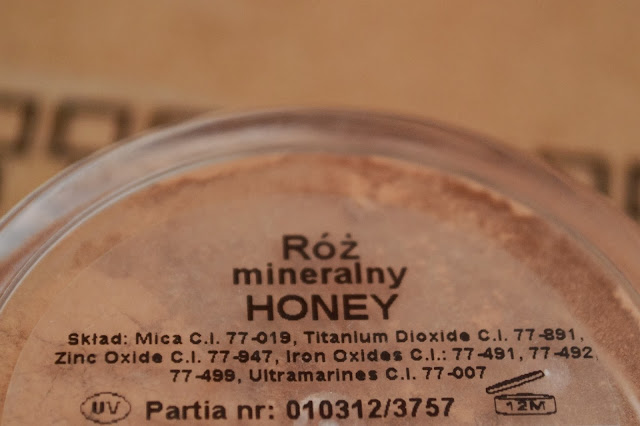 Róż
mineralny
HONEY
Skład: Mica C.I. 77-019, Titanium Dioxide C.I. 77-891,
Zinc Oxide C.I. 77-947, Iron Oxides C.I.: 77-491, 77-492,
77-499, Ultramarines C.I. 77-007
UV Partia nr: 010312/3757 12M